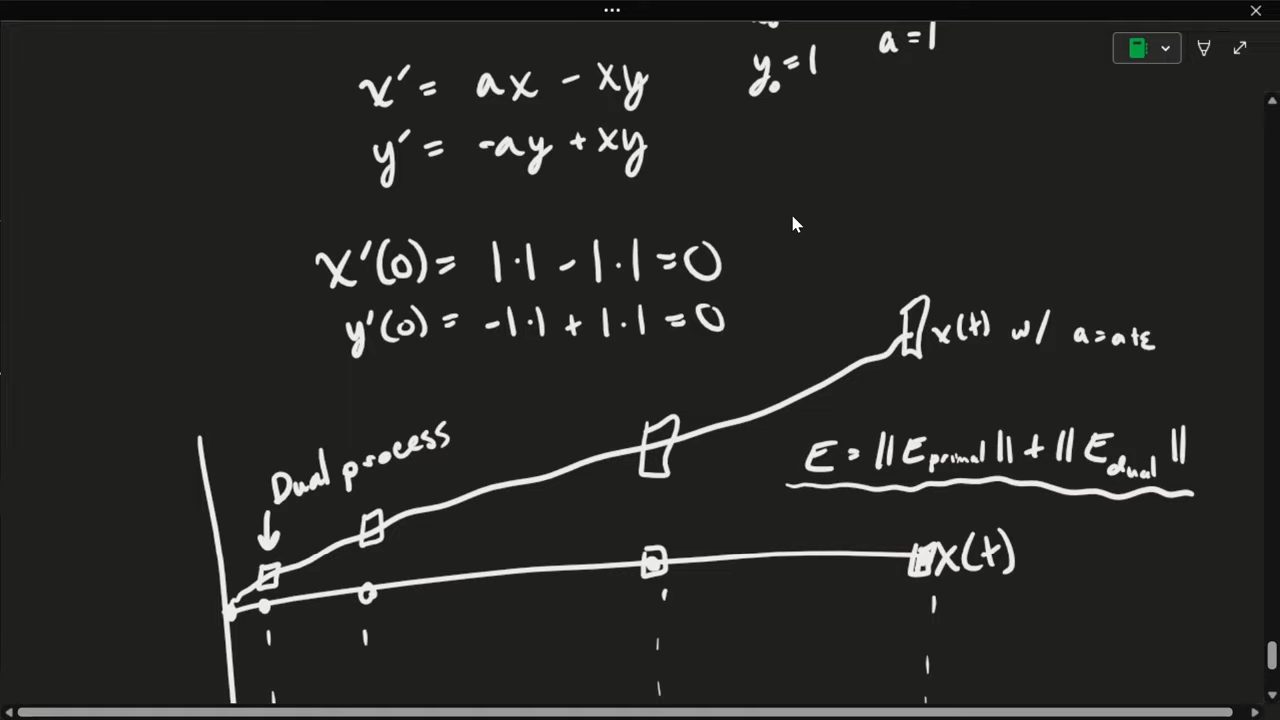 a = 1
y₀ = 1
x' = ax - xy
y' = -ay + xy
x'(0) = 1·1 - 1·1 = 0
y'(0) = -1·1 + 1·1 = 0
x(t) w/ a=a+ε
Dual process
E = ||E_primal|| + ||E_dual||
x(t)